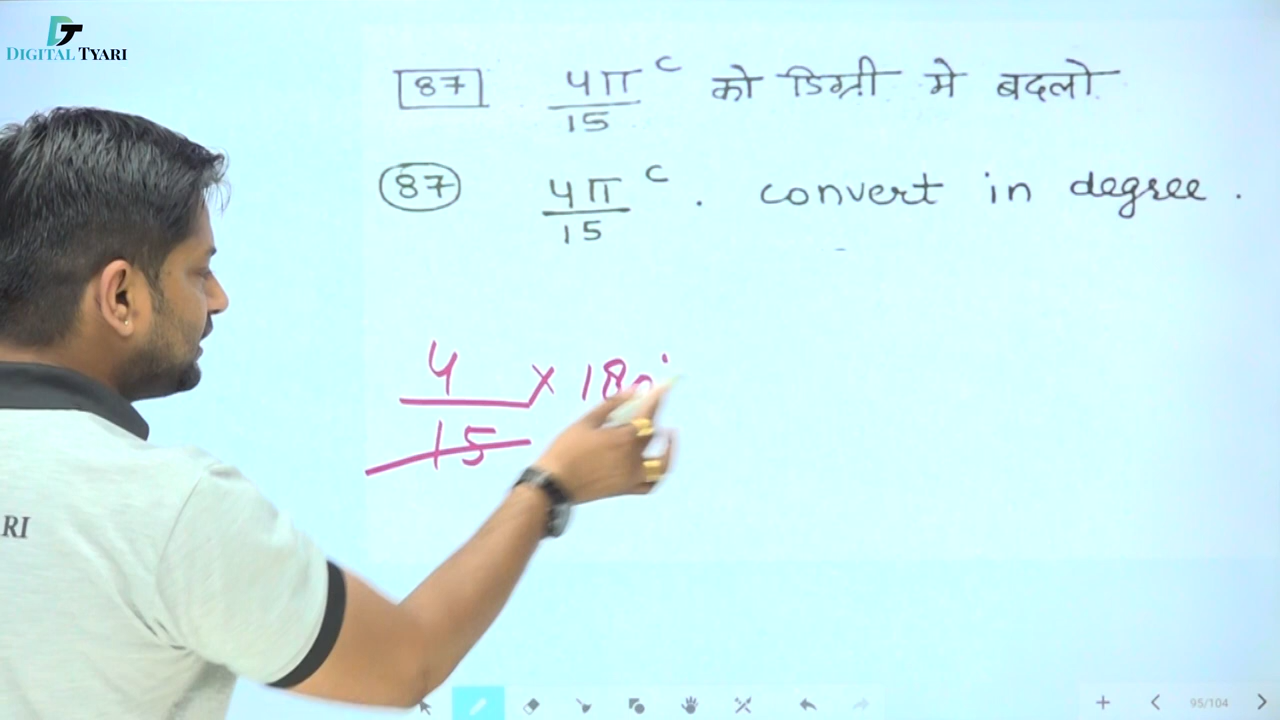 DIGITAL TYARI
87 4π/15 ᶜ को डिग्री मे बदलो
87 4π/15 ᶜ . convert in degree .
4/15 × 180°
RI
95/104